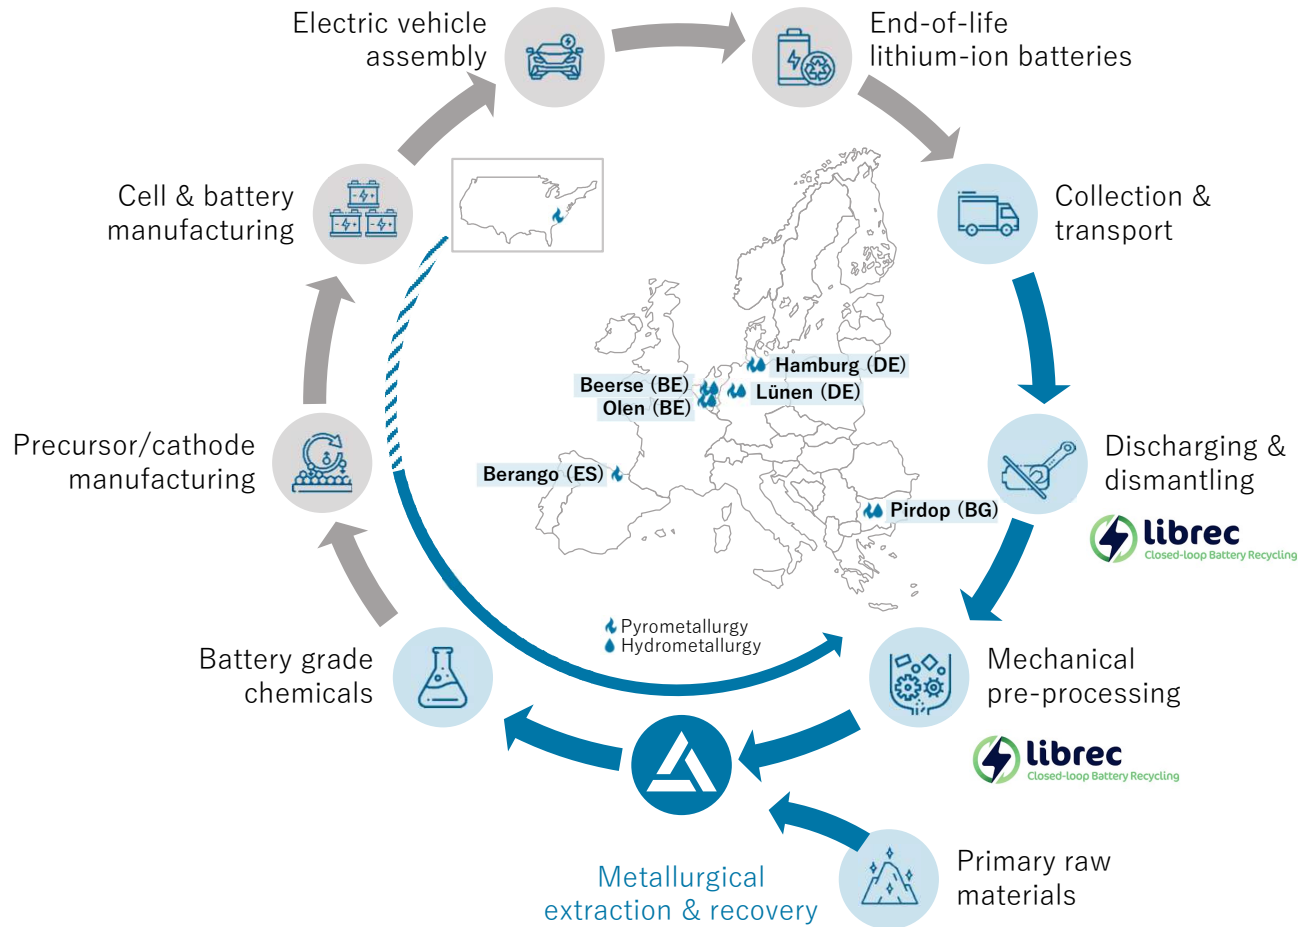 Electric vehicle
assembly
End-of-life
lithium-ion batteries
Cell & battery
manufacturing
Collection &
transport
Hamburg (DE)
Beerse (BE)
Lünen (DE)
Olen (BE)
Precursor/cathode
manufacturing
Berango (ES)
Discharging &
dismantling
Pirdop (BG)
librec
Closed-loop Battery Recycling
Pyrometallurgy
Hydrometallurgy
Battery grade
chemicals
Mechanical
pre-processing
librec
Closed-loop Battery Recycling
Metallurgical
extraction & recovery
Primary raw
materials